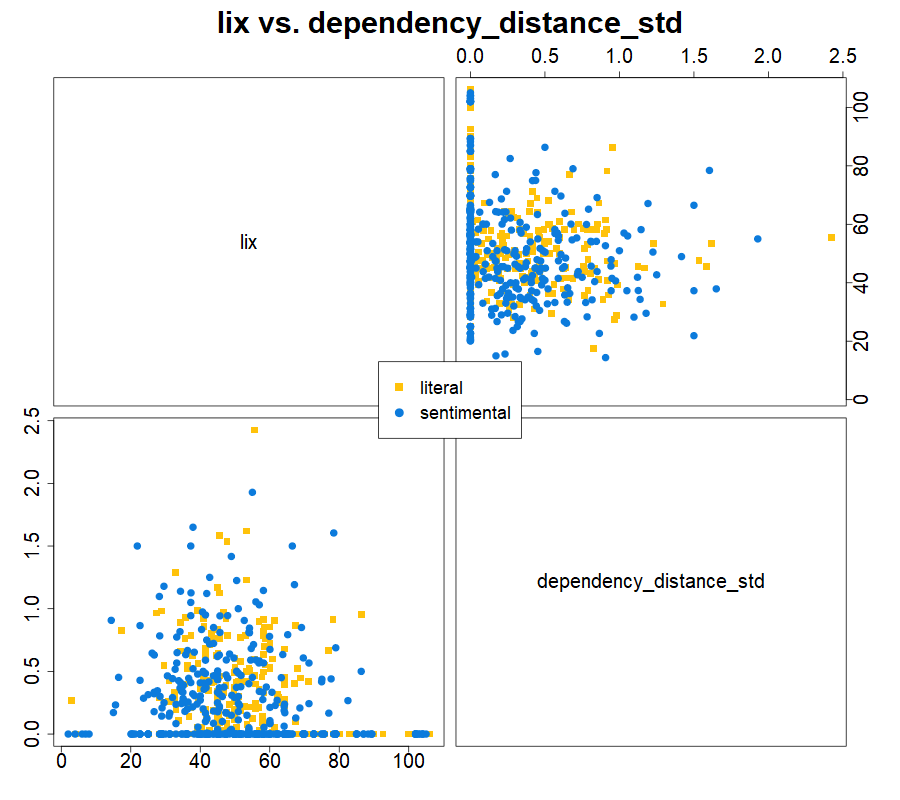 lix vs. dependency_distance_std
0.0 0.5 1.0 1.5 2.0 2.5
lix
100
80
60
40
20
0
literal
sentimental
2.5
2.0
1.5
1.0
0.5
0.0
dependency_distance_std
0 20 40 60 80 100